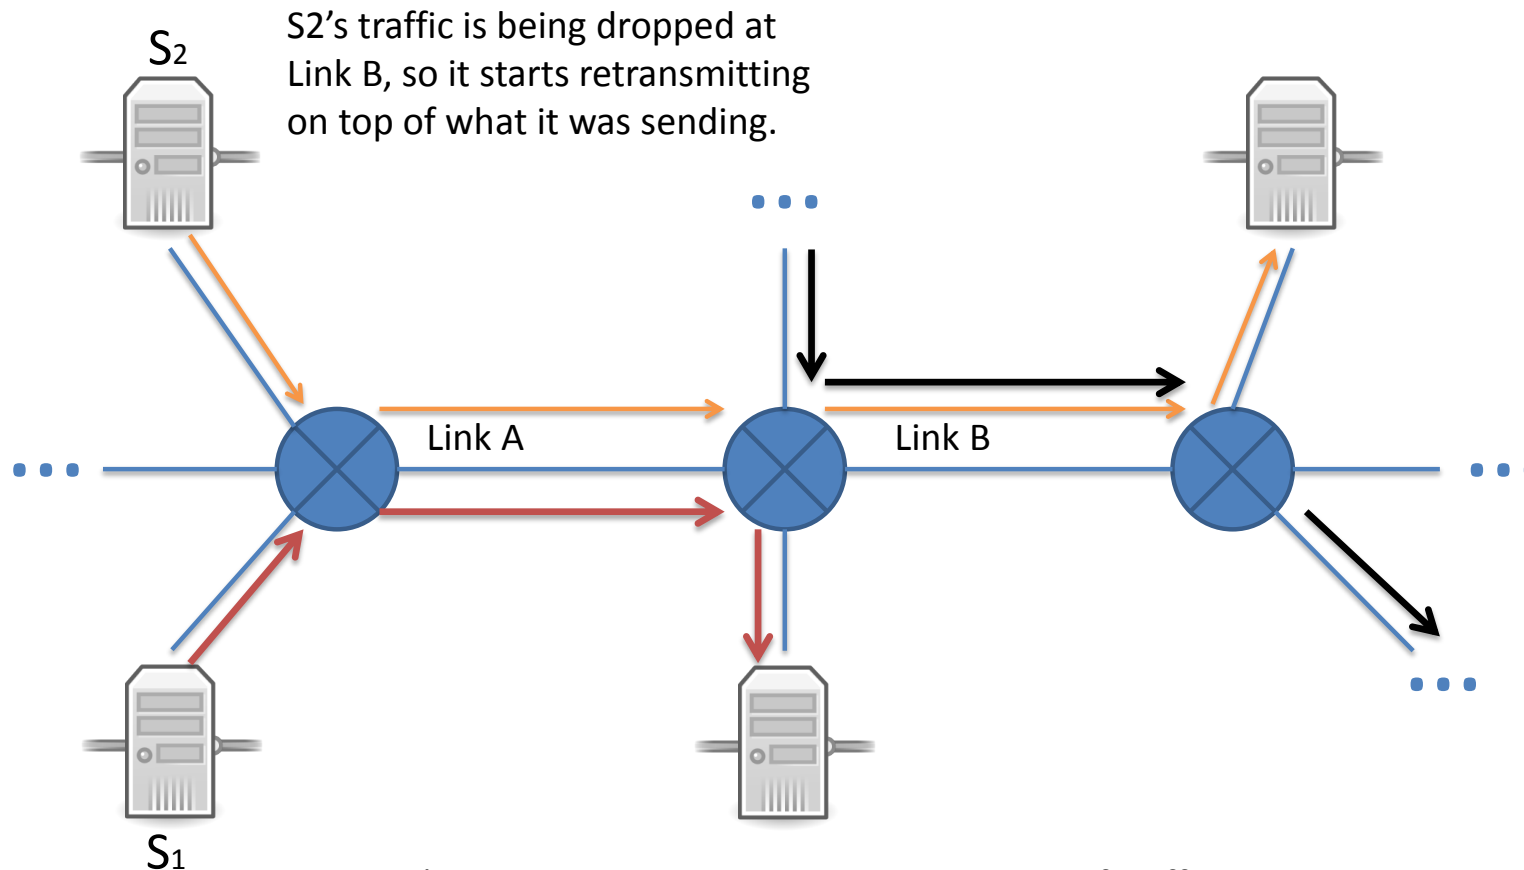 S2
S2’s traffic is being dropped at
Link B, so it starts retransmitting
on top of what it was sending.
Link A
Link B
S1